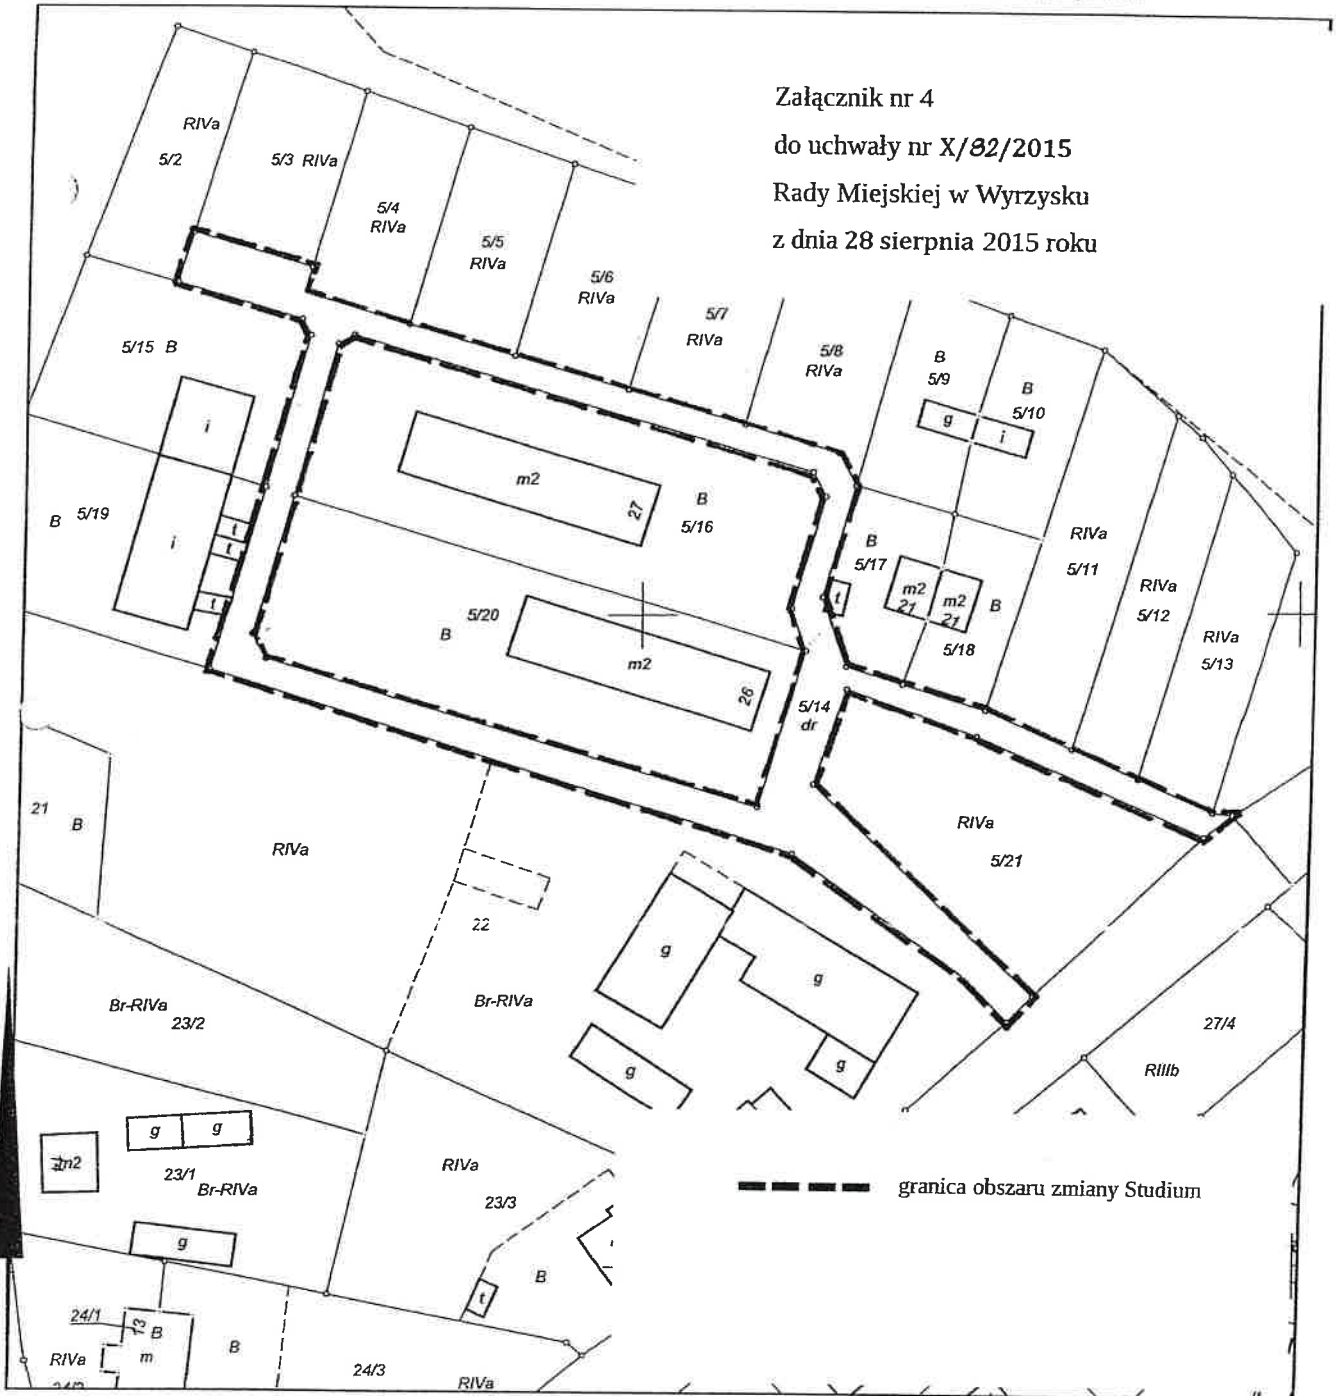 Załącznik nr 4
do uchwały nr X/82/2015
Rady Miejskiej w Wyrzysku
z dnia 28 sierpnia 2015 roku
RIVa
5/2
5/3 RIVa
5/4
RIVa
5/5
RIVa
5/6
RIVa
5/7
RIVa
5/8
RIVa
B
5/9
B
5/10
g
i
5/15 B
i
m2
27
B
5/16
B 5/19
i
t
t
t
B
5/17
m2
21
m2
21
B
5/18
t
RIVa
5/11
RIVa
5/12
RIVa
5/13
5/20
B
m2
26
5/14
dr
RIVa
5/21
21
B
RIVa
22
Br-RIVa
g
g
g
g
27/4
RIIIb
Br-RIVa
23/2
g
g
m2
23/1
Br-RIVa
g
RIVa
23/3
granica obszaru zmiany Studium
B
t
24/1
13
B
m
RIVa
B
24/3
RIVa